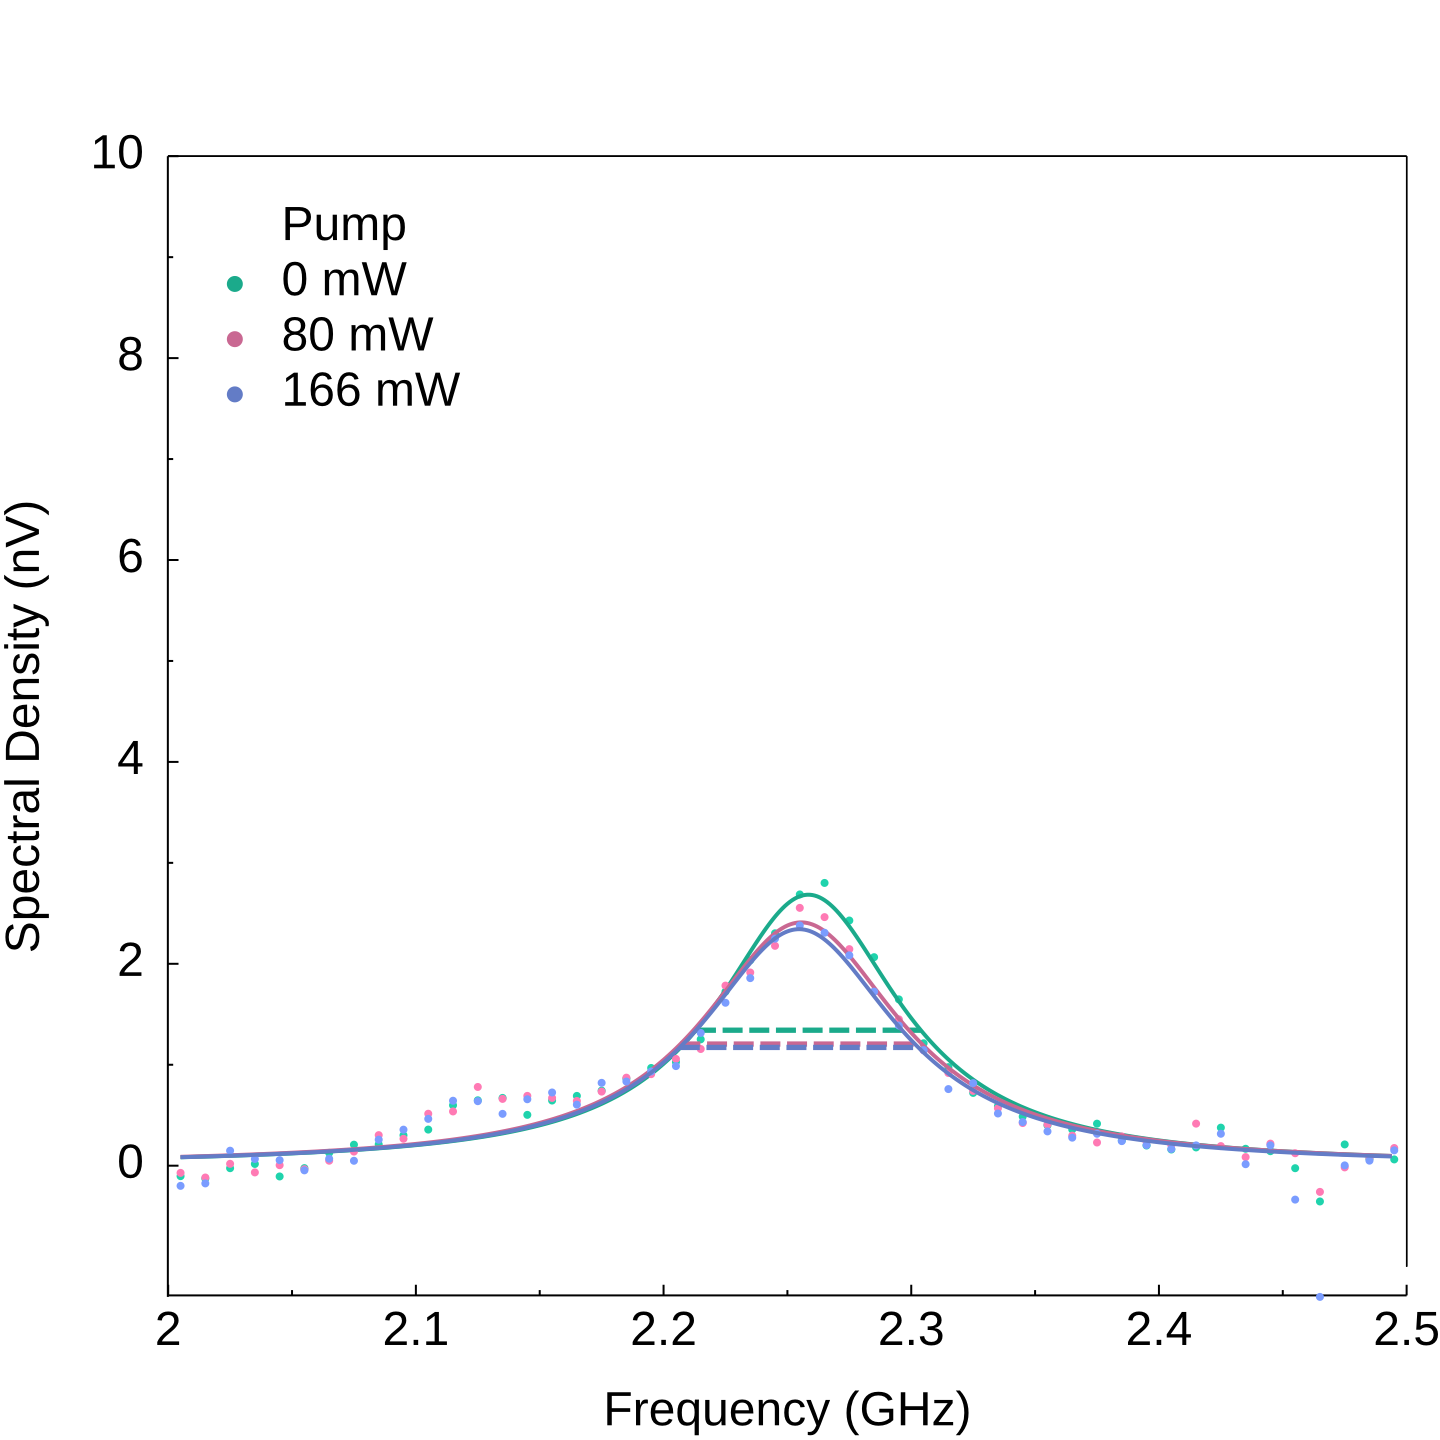 10
8
6
4
2
0
Spectral Density (nV)
Pump
0 mW
80 mW
166 mW
2 2.1 2.2 2.3 2.4 2.5
Frequency (GHz)